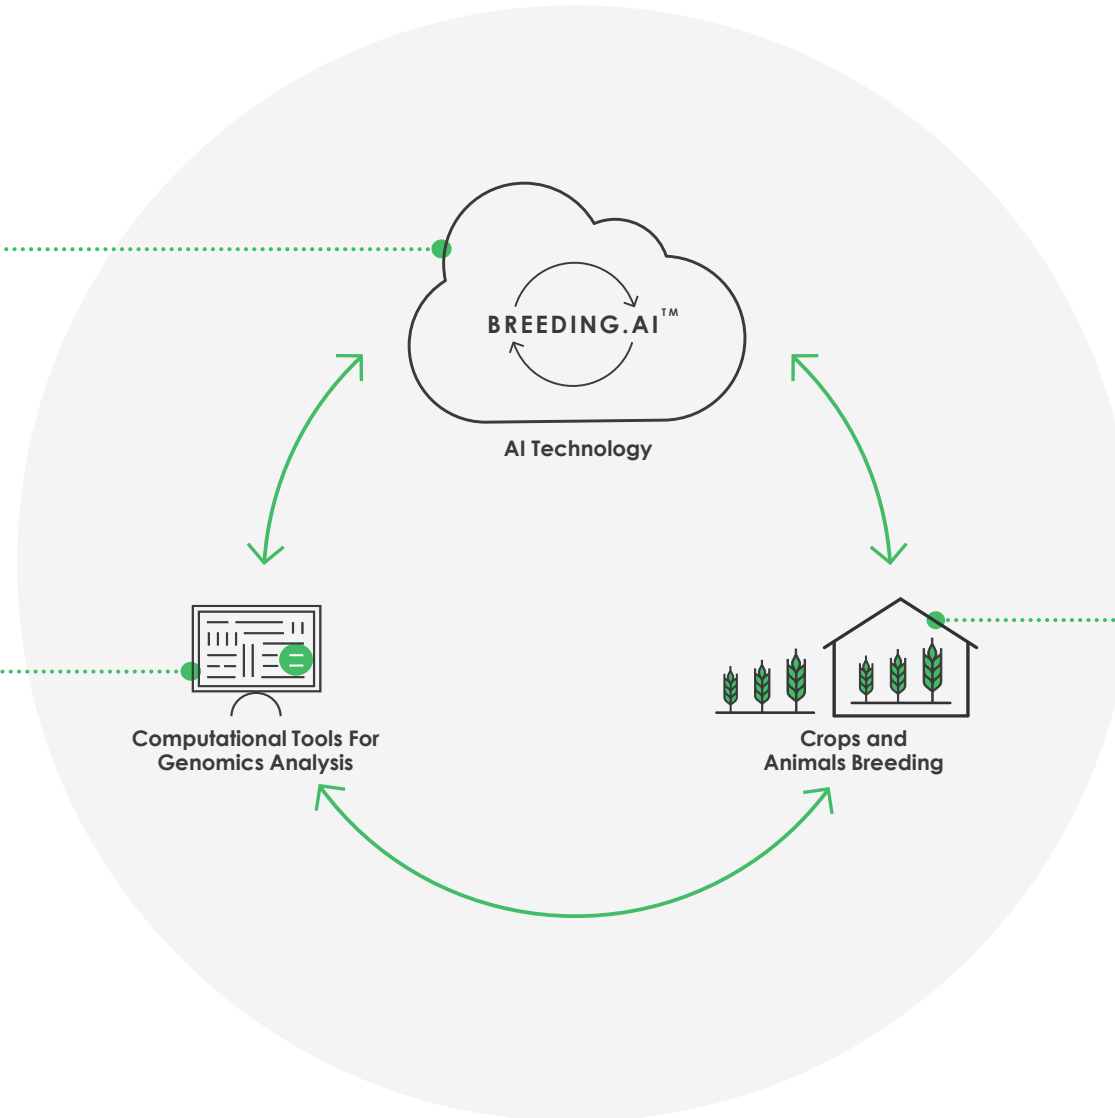 BREEDING.AI™
AI Technology
Computational Tools For
Genomics Analysis
Crops and
Animals Breeding